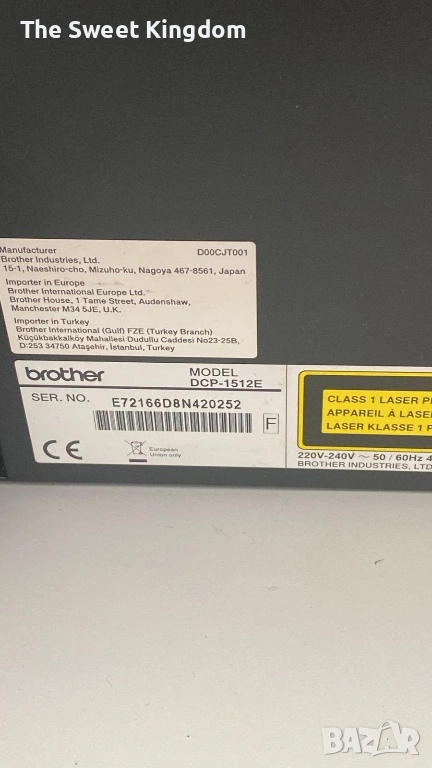 The Sweet Kingdom
Manufacturer D00CJT001
Brother Industries, Ltd.
15-1, Naeshiro-cho, Mizuho-ku, Nagoya 467-8561, Japan
Importer in Europe
Brother International Europe Ltd.
Brother House, 1 Tame Street, Audenshaw,
Manchester M34 5JE, U.K.
Importer in Turkey
Brother International (Gulf) FZE (Turkey Branch)
Küçükbakkalköy Mahallesi Dudullu Caddesi No23-25B,
D:253 34750 Ataşehir, İstanbul, Turkey
brother MODEL
DCP-1512E
SER. NO. E72166D8N420252
F
CE
European
Union only
CLASS 1 LASER
APPAREIL À
LASER KLASSE 1
220V-240V ~ 50 / 60Hz
BROTHER INDUSTRIES,
BAZAR